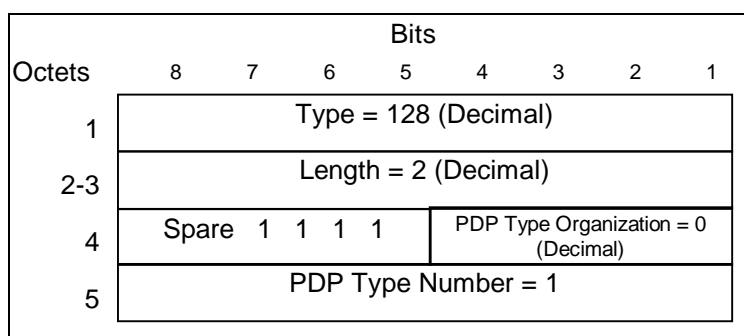 Bits
Octets 8 7 6 5 4 3 2 1
1 Type = 128 (Decimal)
2-3 Length = 2 (Decimal)
4 Spare 1 1 1 1 PDP Type Organization = 0
(Decimal)
5 PDP Type Number = 1